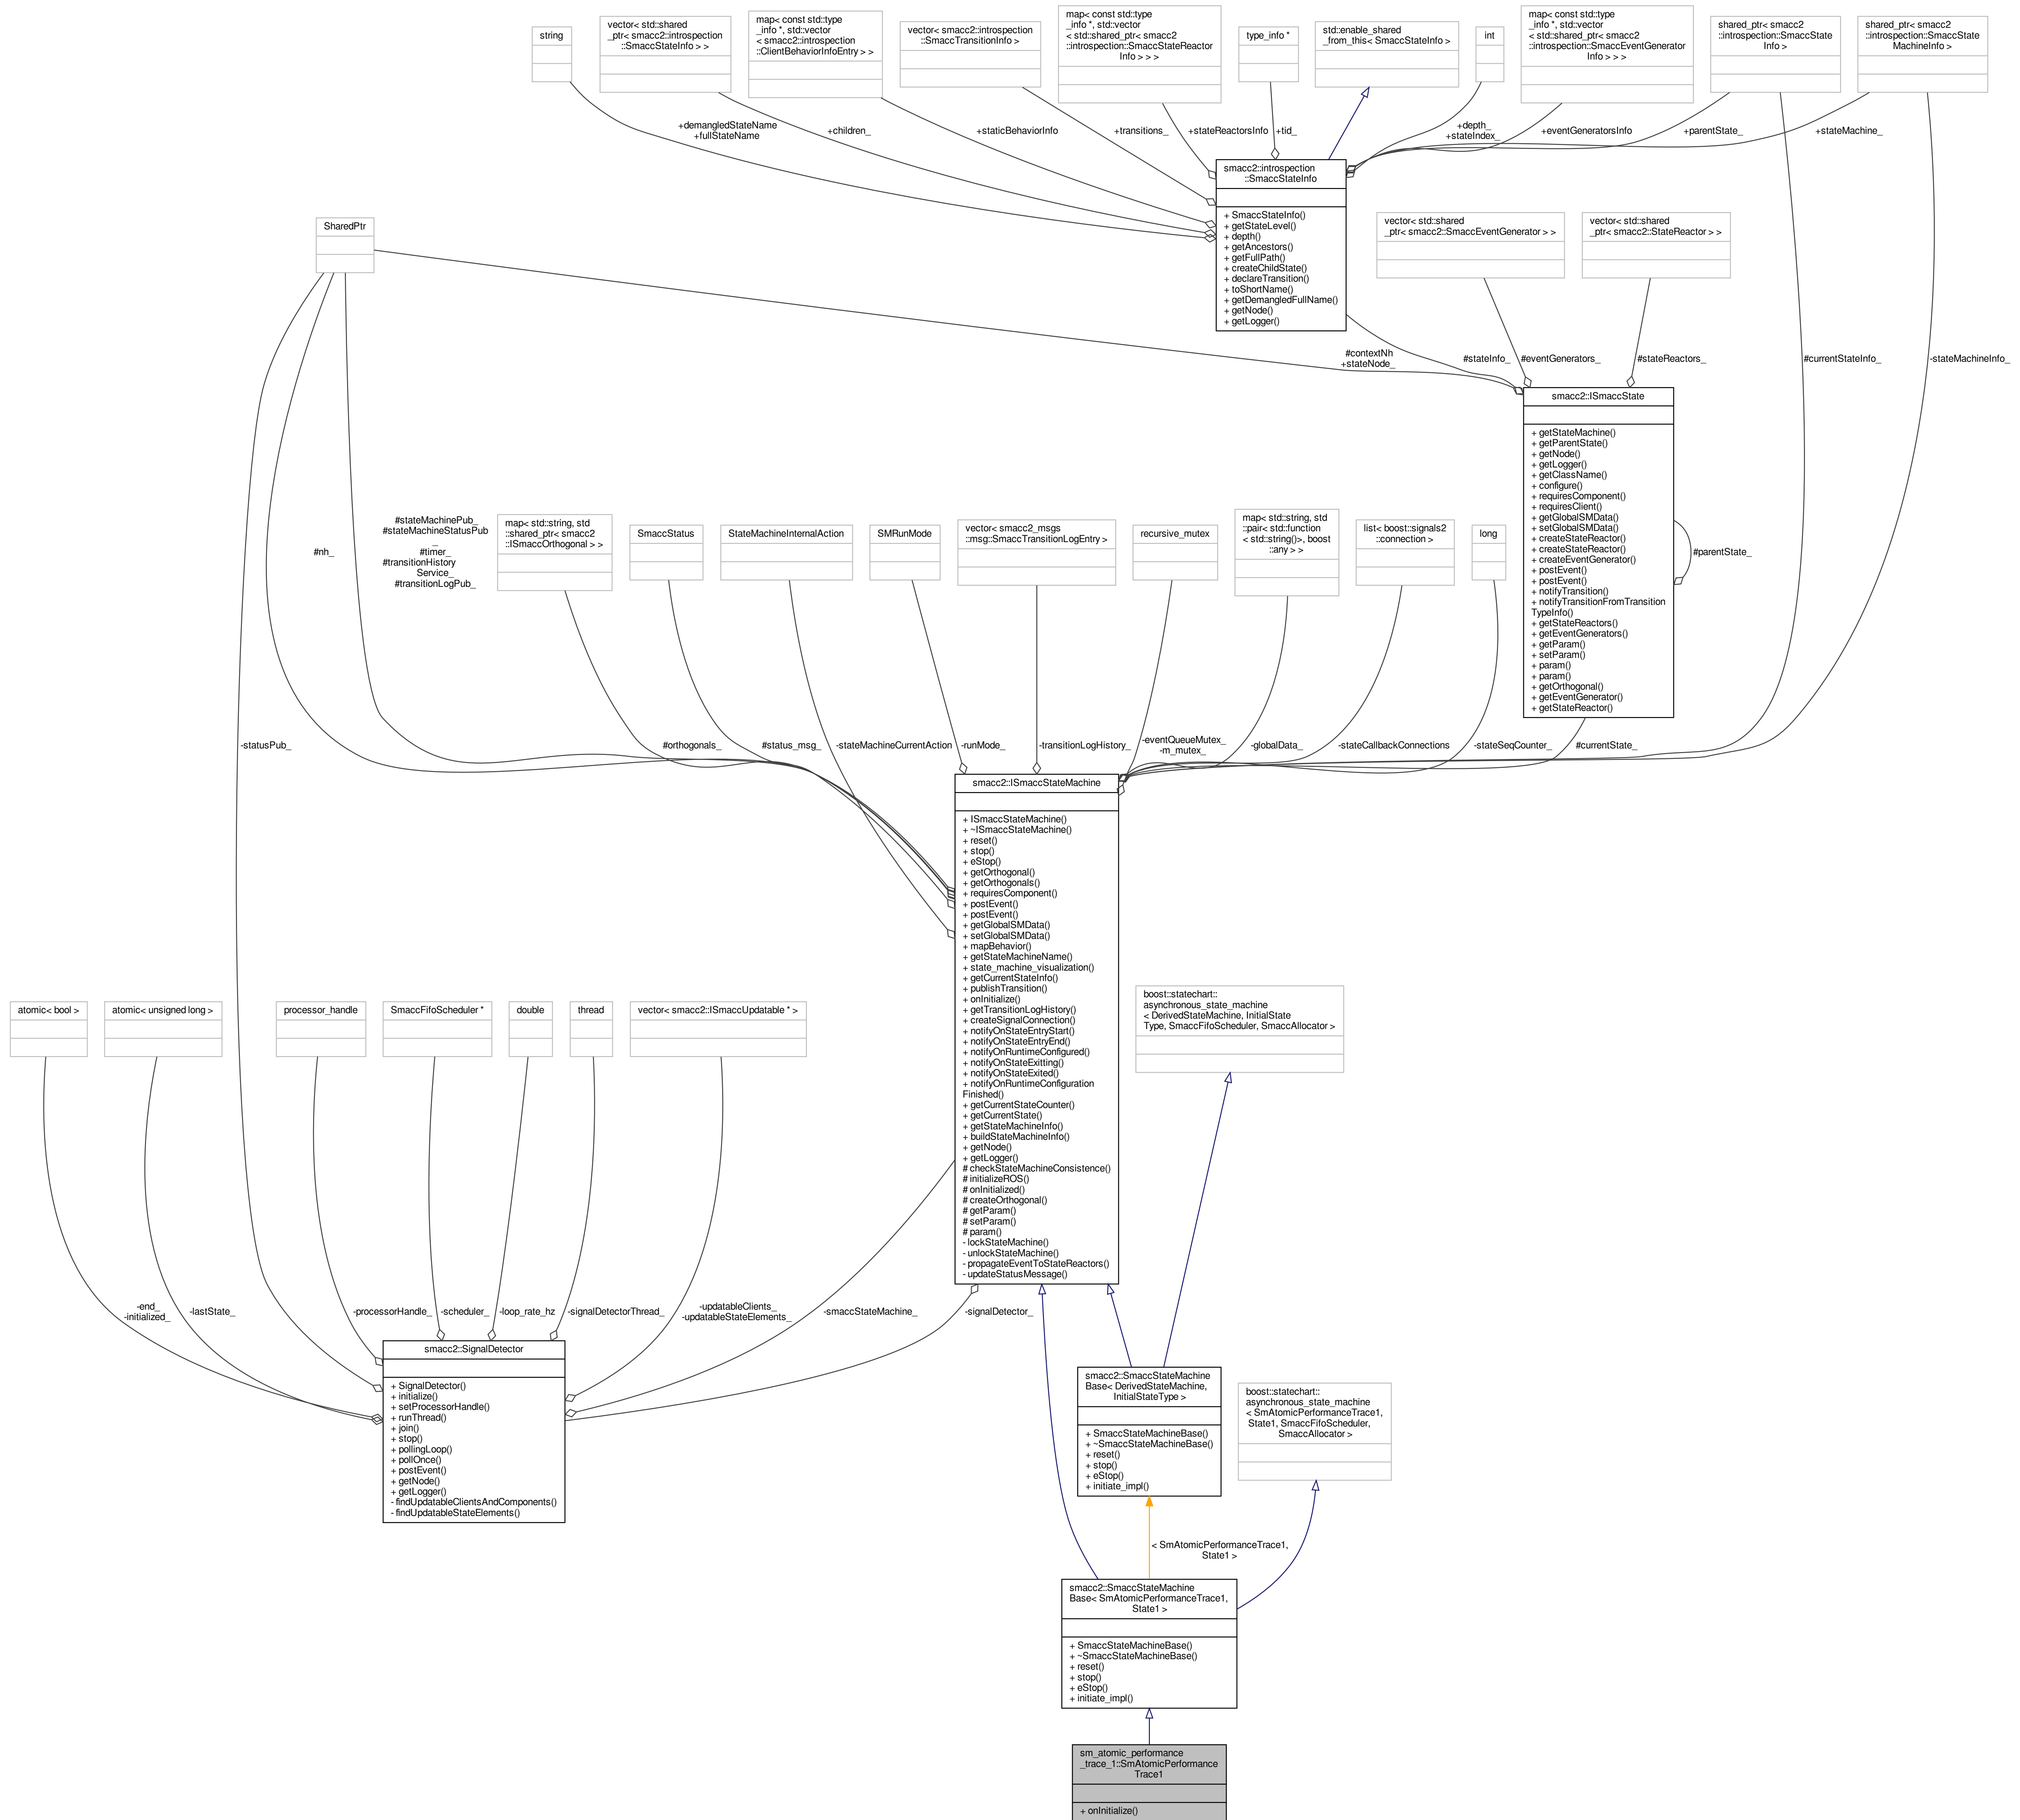 string
vector< std::shared
_ptr< smacc2::introspection
::SmaccStateInfo > >
map< const std::type
_info *, std::vector
< smacc2::introspection
::ClientBehaviorInfoEntry > >
vector< smacc2::introspection
::SmaccTransitionInfo >
map< const std::type
_info *, std::vector
< std::shared_ptr< smacc2
::introspection::SmaccStateReactor
Info > > >
type_info *
std::enable_shared
_from_this< SmaccStateInfo >
int
map< const std::type
_info *, std::vector
< std::shared_ptr< smacc2
::introspection::SmaccEventGenerator
Info > > >
shared_ptr< smacc2
::introspection::SmaccState
Info >
shared_ptr< smacc2
::introspection::SmaccState
MachineInfo >
+demangledStateName
+fullStateName
+children_
+staticBehaviorInfo
+transitions_
+stateReactorsInfo
+tid_
+depth_
+stateIndex_
+eventGeneratorsInfo
+parentState_
+stateMachine_
smacc2::introspection
::SmaccStateInfo
+ SmaccStateInfo()
+ getStateLevel()
+ depth()
+ getAncestors()
+ getFullPath()
+ createChildState()
+ declareTransition()
+ toShortName()
+ getDemangledFullName()
+ getNode()
+ getLogger()
SharedPtr
vector< std::shared
_ptr< smacc2::SmaccEventGenerator > >
vector< std::shared
_ptr< smacc2::StateReactor > >
#contextNh
+stateNode_
#stateInfo_
#eventGenerators_
#stateReactors_
#currentStateInfo_
-stateMachineInfo_
smacc2::ISmaccState
+ getStateMachine()
+ getParentState()
+ getNode()
+ getLogger()
+ getClassName()
+ configure()
+ requiresComponent()
+ requiresClient()
+ getGlobalSMData()
+ setGlobalSMData()
+ createStateReactor()
+ createStateReactor()
+ createEventGenerator()
+ postEvent()
+ postEvent()
+ notifyTransition()
+ notifyTransitionFromTransition
TypeInfo()
+ getStateReactors()
+ getEventGenerators()
+ getParam()
+ setParam()
+ param()
+ param()
+ getOrthogonal()
+ getEventGenerator()
+ getStateReactor()
#parentState_
#nh_
#stateMachinePub_
#stateMachineStatusPub
_
#timer_
#transitionHistory
Service_
#transitionLogPub_
map< std::string, std
::shared_ptr< smacc2
::ISmaccOrthogonal > >
SmaccStatus
StateMachineInternalAction
SMRunMode
vector< smacc2_msgs
::msg::SmaccTransitionLogEntry >
recursive_mutex
map< std::string, std
::pair< std::function
< std::string()>, boost
::any > >
list< boost::signals2
::connection >
long
-statusPub_
#orthogonals_
#status_msg_
-stateMachineCurrentAction
-runMode_
-transitionLogHistory_
-eventQueueMutex_
-m_mutex_
-globalData_
-stateCallbackConnections
-stateSeqCounter_
#currentState_
smacc2::ISmaccStateMachine
+ ISmaccStateMachine()
+ ~ISmaccStateMachine()
+ reset()
+ stop()
+ eStop()
+ getOrthogonal()
+ getOrthogonals()
+ requiresComponent()
+ postEvent()
+ postEvent()
+ getGlobalSMData()
+ setGlobalSMData()
+ mapBehavior()
+ getStateMachineName()
+ state_machine_visualization()
+ getCurrentStateInfo()
+ publishTransition()
+ onInitialize()
+ getTransitionLogHistory()
+ createSignalConnection()
+ notifyOnStateEntryStart()
+ notifyOnStateEntryEnd()
+ notifyOnRuntimeConfigured()
+ notifyOnStateExitting()
+ notifyOnStateExited()
+ notifyOnRuntimeConfiguration
Finished()
+ getCurrentStateCounter()
+ getCurrentState()
+ getStateMachineInfo()
+ buildStateMachineInfo()
+ getNode()
+ getLogger()
# checkStateMachineConsistence()
# initializeROS()
# onInitialized()
# createOrthogonal()
# getParam()
# setParam()
# param()
- lockStateMachine()
- unlockStateMachine()
- propagateEventToStateReactors()
- updateStatusMessage()
atomic< bool >
atomic< unsigned long >
processor_handle
SmaccFifoScheduler *
double
thread
vector< smacc2::ISmaccUpdatable * >
boost::statechart::
asynchronous_state_machine
< DerivedStateMachine, InitialState
Type, SmaccFifoScheduler, SmaccAllocator >
-end_
-initialized_
-lastState_
-processorHandle_
-scheduler_
-loop_rate_hz
-signalDetectorThread_
-updatableClients_
-updatableStateElements_
-smaccStateMachine_
-signalDetector_
smacc2::SignalDetector
+ SignalDetector()
+ initialize()
+ setProcessorHandle()
+ runThread()
+ join()
+ stop()
+ pollingLoop()
+ pollOnce()
+ postEvent()
+ getNode()
+ getLogger()
- findUpdatableClientsAndComponents()
- findUpdatableStateElements()
smacc2::SmaccStateMachine
Base< DerivedStateMachine,
InitialStateType >
+ SmaccStateMachineBase()
+ ~SmaccStateMachineBase()
+ reset()
+ stop()
+ eStop()
+ initiate_impl()
boost::statechart::
asynchronous_state_machine
< SmAtomicPerformanceTrace1,
State1, SmaccFifoScheduler,
SmaccAllocator >
< SmAtomicPerformanceTrace1,
State1 >
smacc2::SmaccStateMachine
Base< SmAtomicPerformanceTrace1,
State1 >
+ SmaccStateMachineBase()
+ ~SmaccStateMachineBase()
+ reset()
+ stop()
+ eStop()
+ initiate_impl()
sm_atomic_performance
_trace_1::SmAtomicPerformance
Trace1
+ onInitialize()